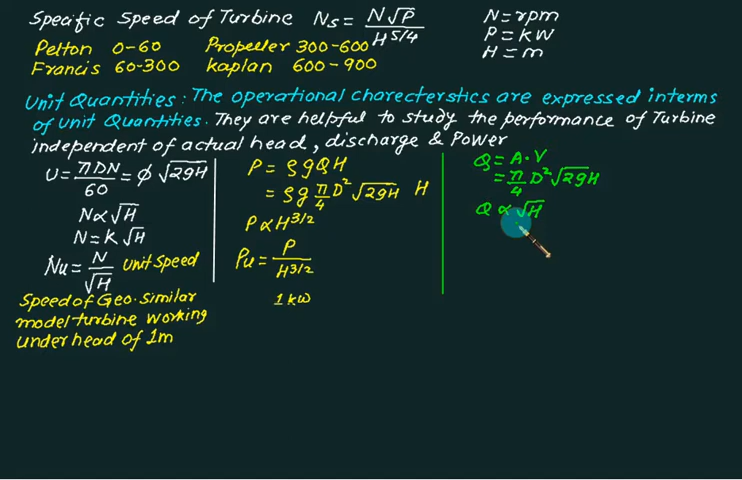 Specific Speed of Turbine Ns = N√P / H^5/4
N = rpm
P = kW
H = m
Pelton 0-60 Propeller 300-600
Francis 60-300 Kaplan 600-900
Unit Quantities: The operational charecterstics are expressed interms
of Unit Quantities. They are helpful to study the performance of Turbine
independent of actual head, discharge & Power
U = πDN / 60 = φ √2gH
N ∝ √H
N = k √H
Nu = N / √H Unit Speed
Speed of Geo. Similar
model turbine working
under head of 1m
P = ρgQH
= ρg π/4 D² √2gH H
P ∝ H^3/2
Pu = P / H^3/2
1 kW
Q = A·V
= π/4 D² √2gH
Q ∝ √H